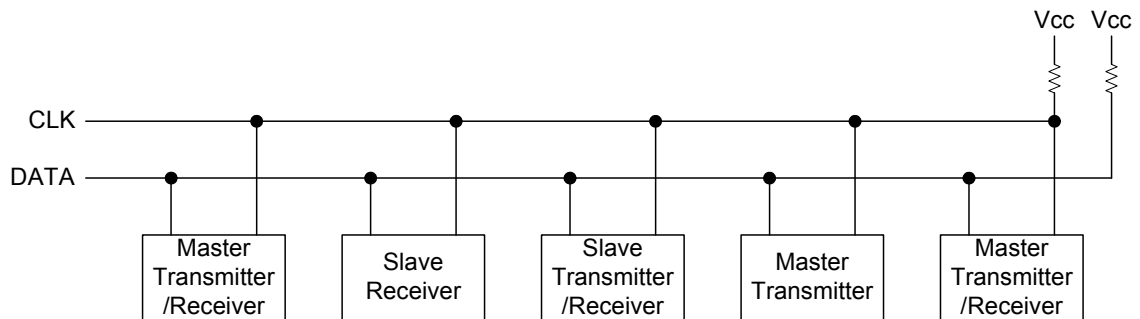 Vcc Vcc
CLK
DATA
Master
Transmitter
/Receiver
Slave
Receiver
Slave
Transmitter
/Receiver
Master
Transmitter
Master
Transmitter
/Receiver